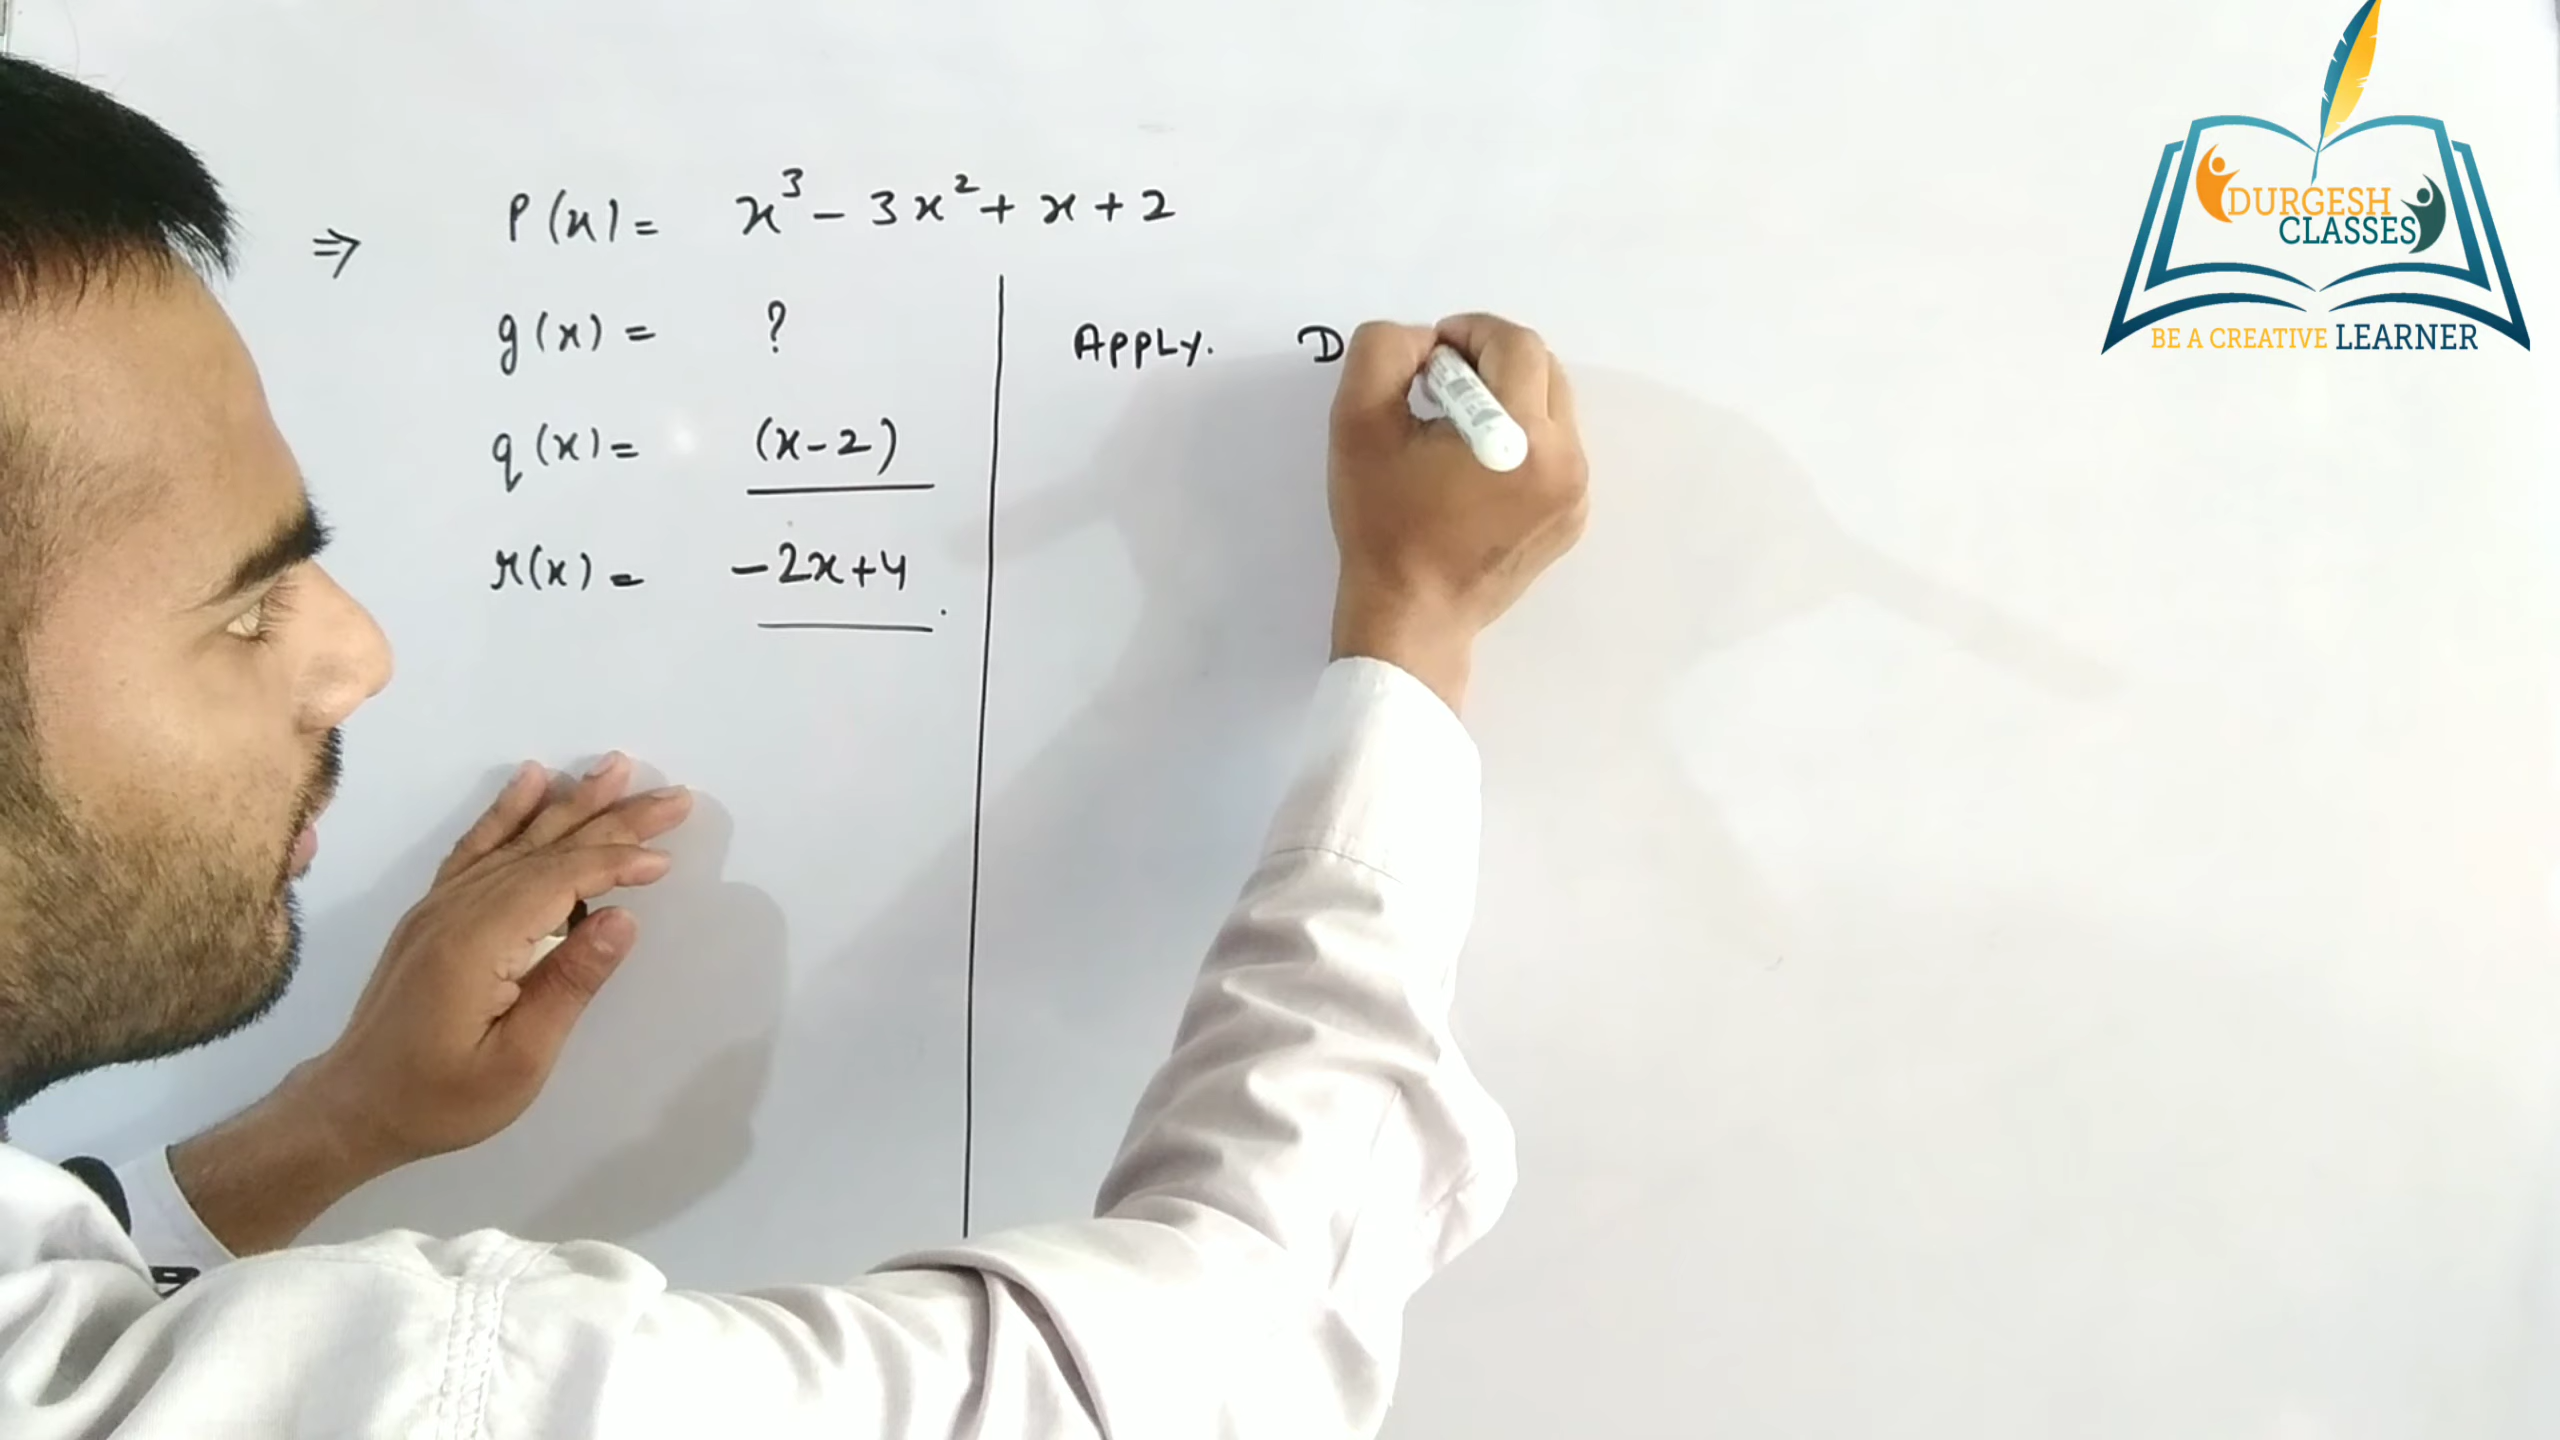 ⇒ P(x) = x³ - 3x² + x + 2
g(x) = ?
q(x) = (x-2)
r(x) = -2x+4
APPLY. D
DURGESH
CLASSES
BE A CREATIVE LEARNER